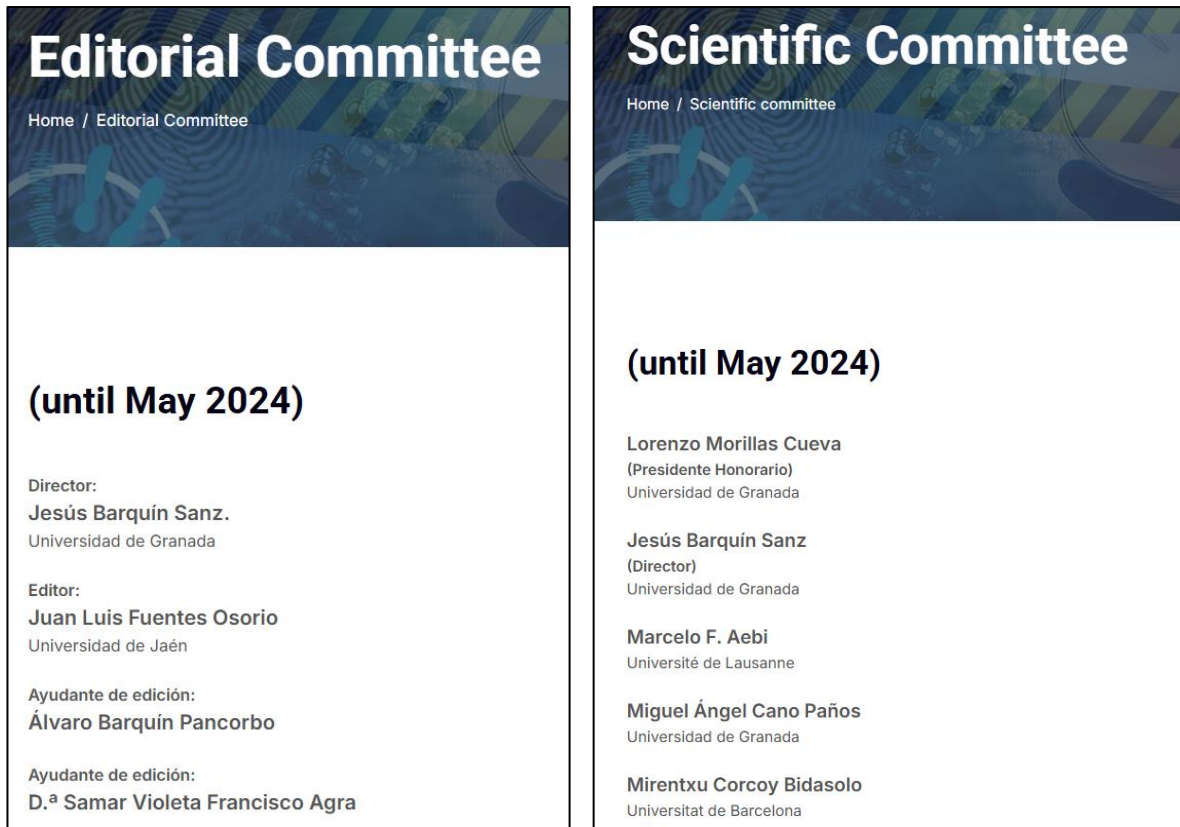 Editorial Committee
Home / Editorial Committee
(until May 2024)
Director:
Jesús Barquín Sanz.
Universidad de Granada
Editor:
Juan Luis Fuentes Osorio
Universidad de Jaén
Ayudante de edición:
Álvaro Barquín Pancorbo
Ayudante de edición:
D.ª Samar Violeta Francisco Agra
Scientific Committee
Home / Scientific committee
(until May 2024)
Lorenzo Morillas Cueva
(Presidente Honorario)
Universidad de Granada
Jesús Barquín Sanz
(Director)
Universidad de Granada
Marcelo F. Aebi
Université de Lausanne
Miguel Ángel Cano Paños
Universidad de Granada
Mirentxu Corcoy Bidasolo
Universitat de Barcelona